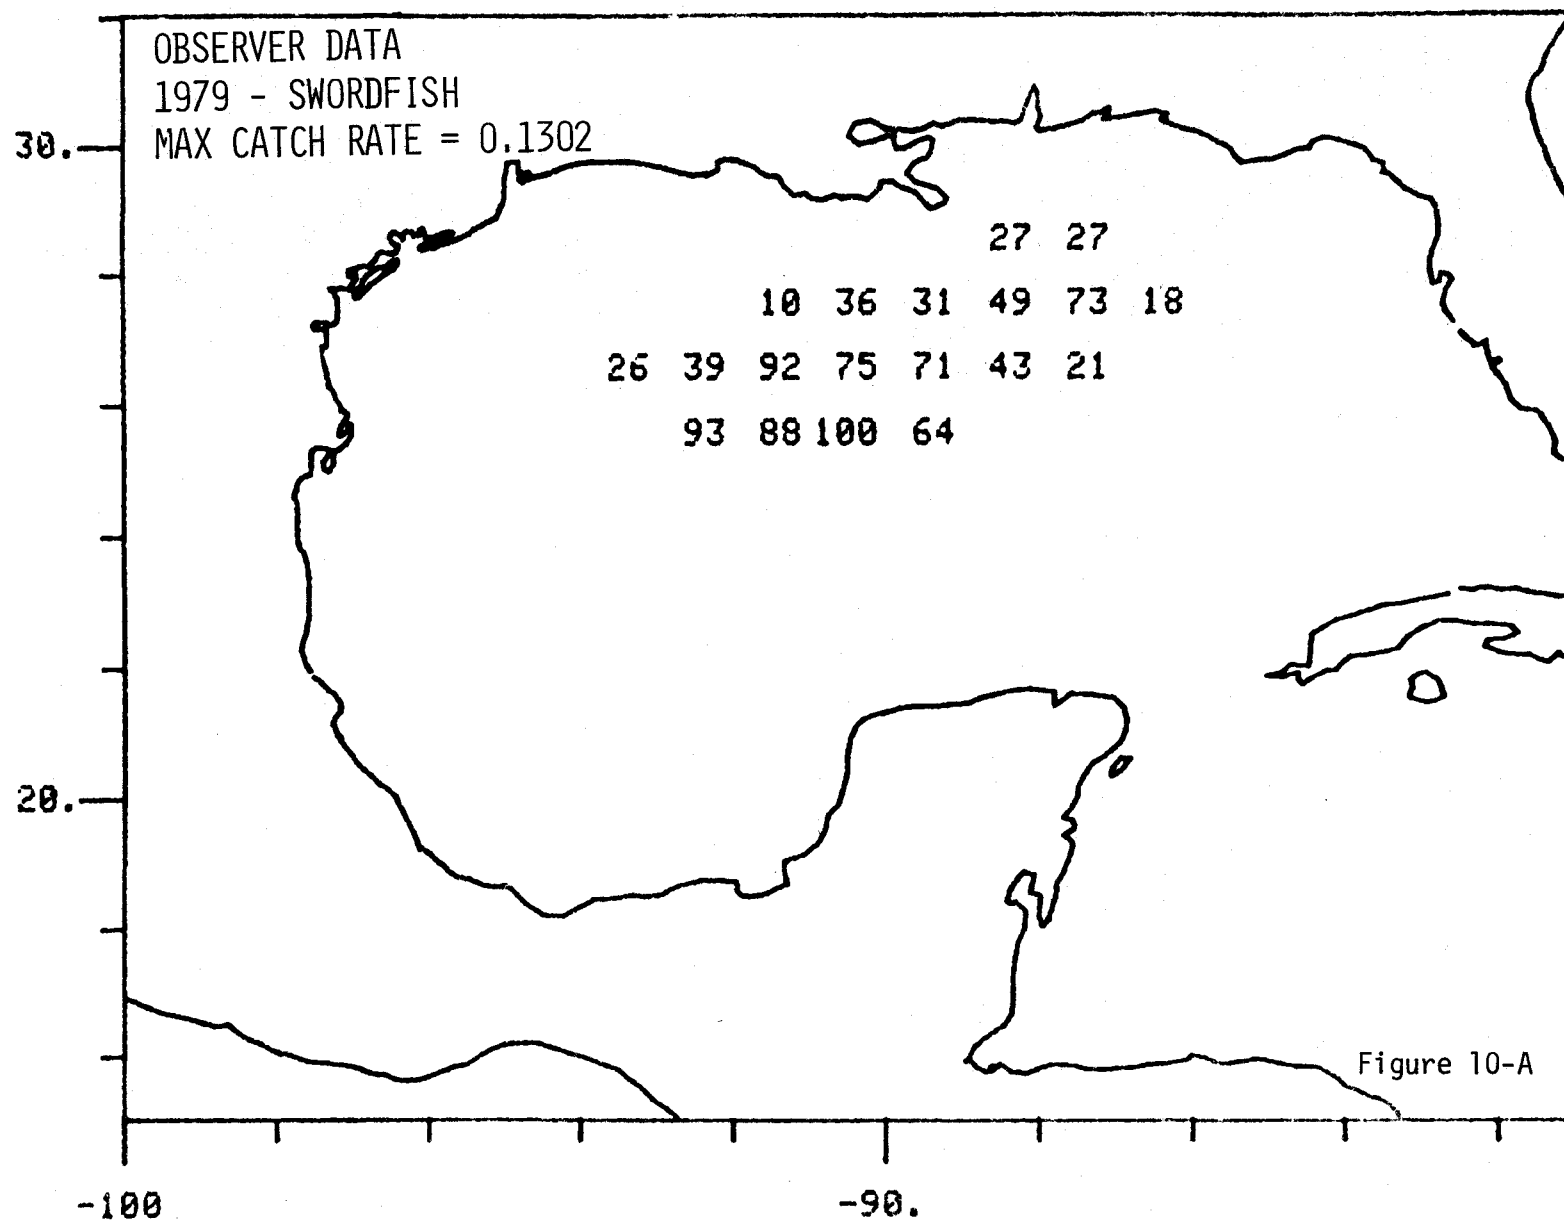 OBSERVER DATA
1979 - SWORDFISH
MAX CATCH RATE = 0.1302
30.
27 27
10 36 31 49 73 18
26 39 92 75 71 43 21
93 88 100 64
20.
Figure 10-A
-100 -90.